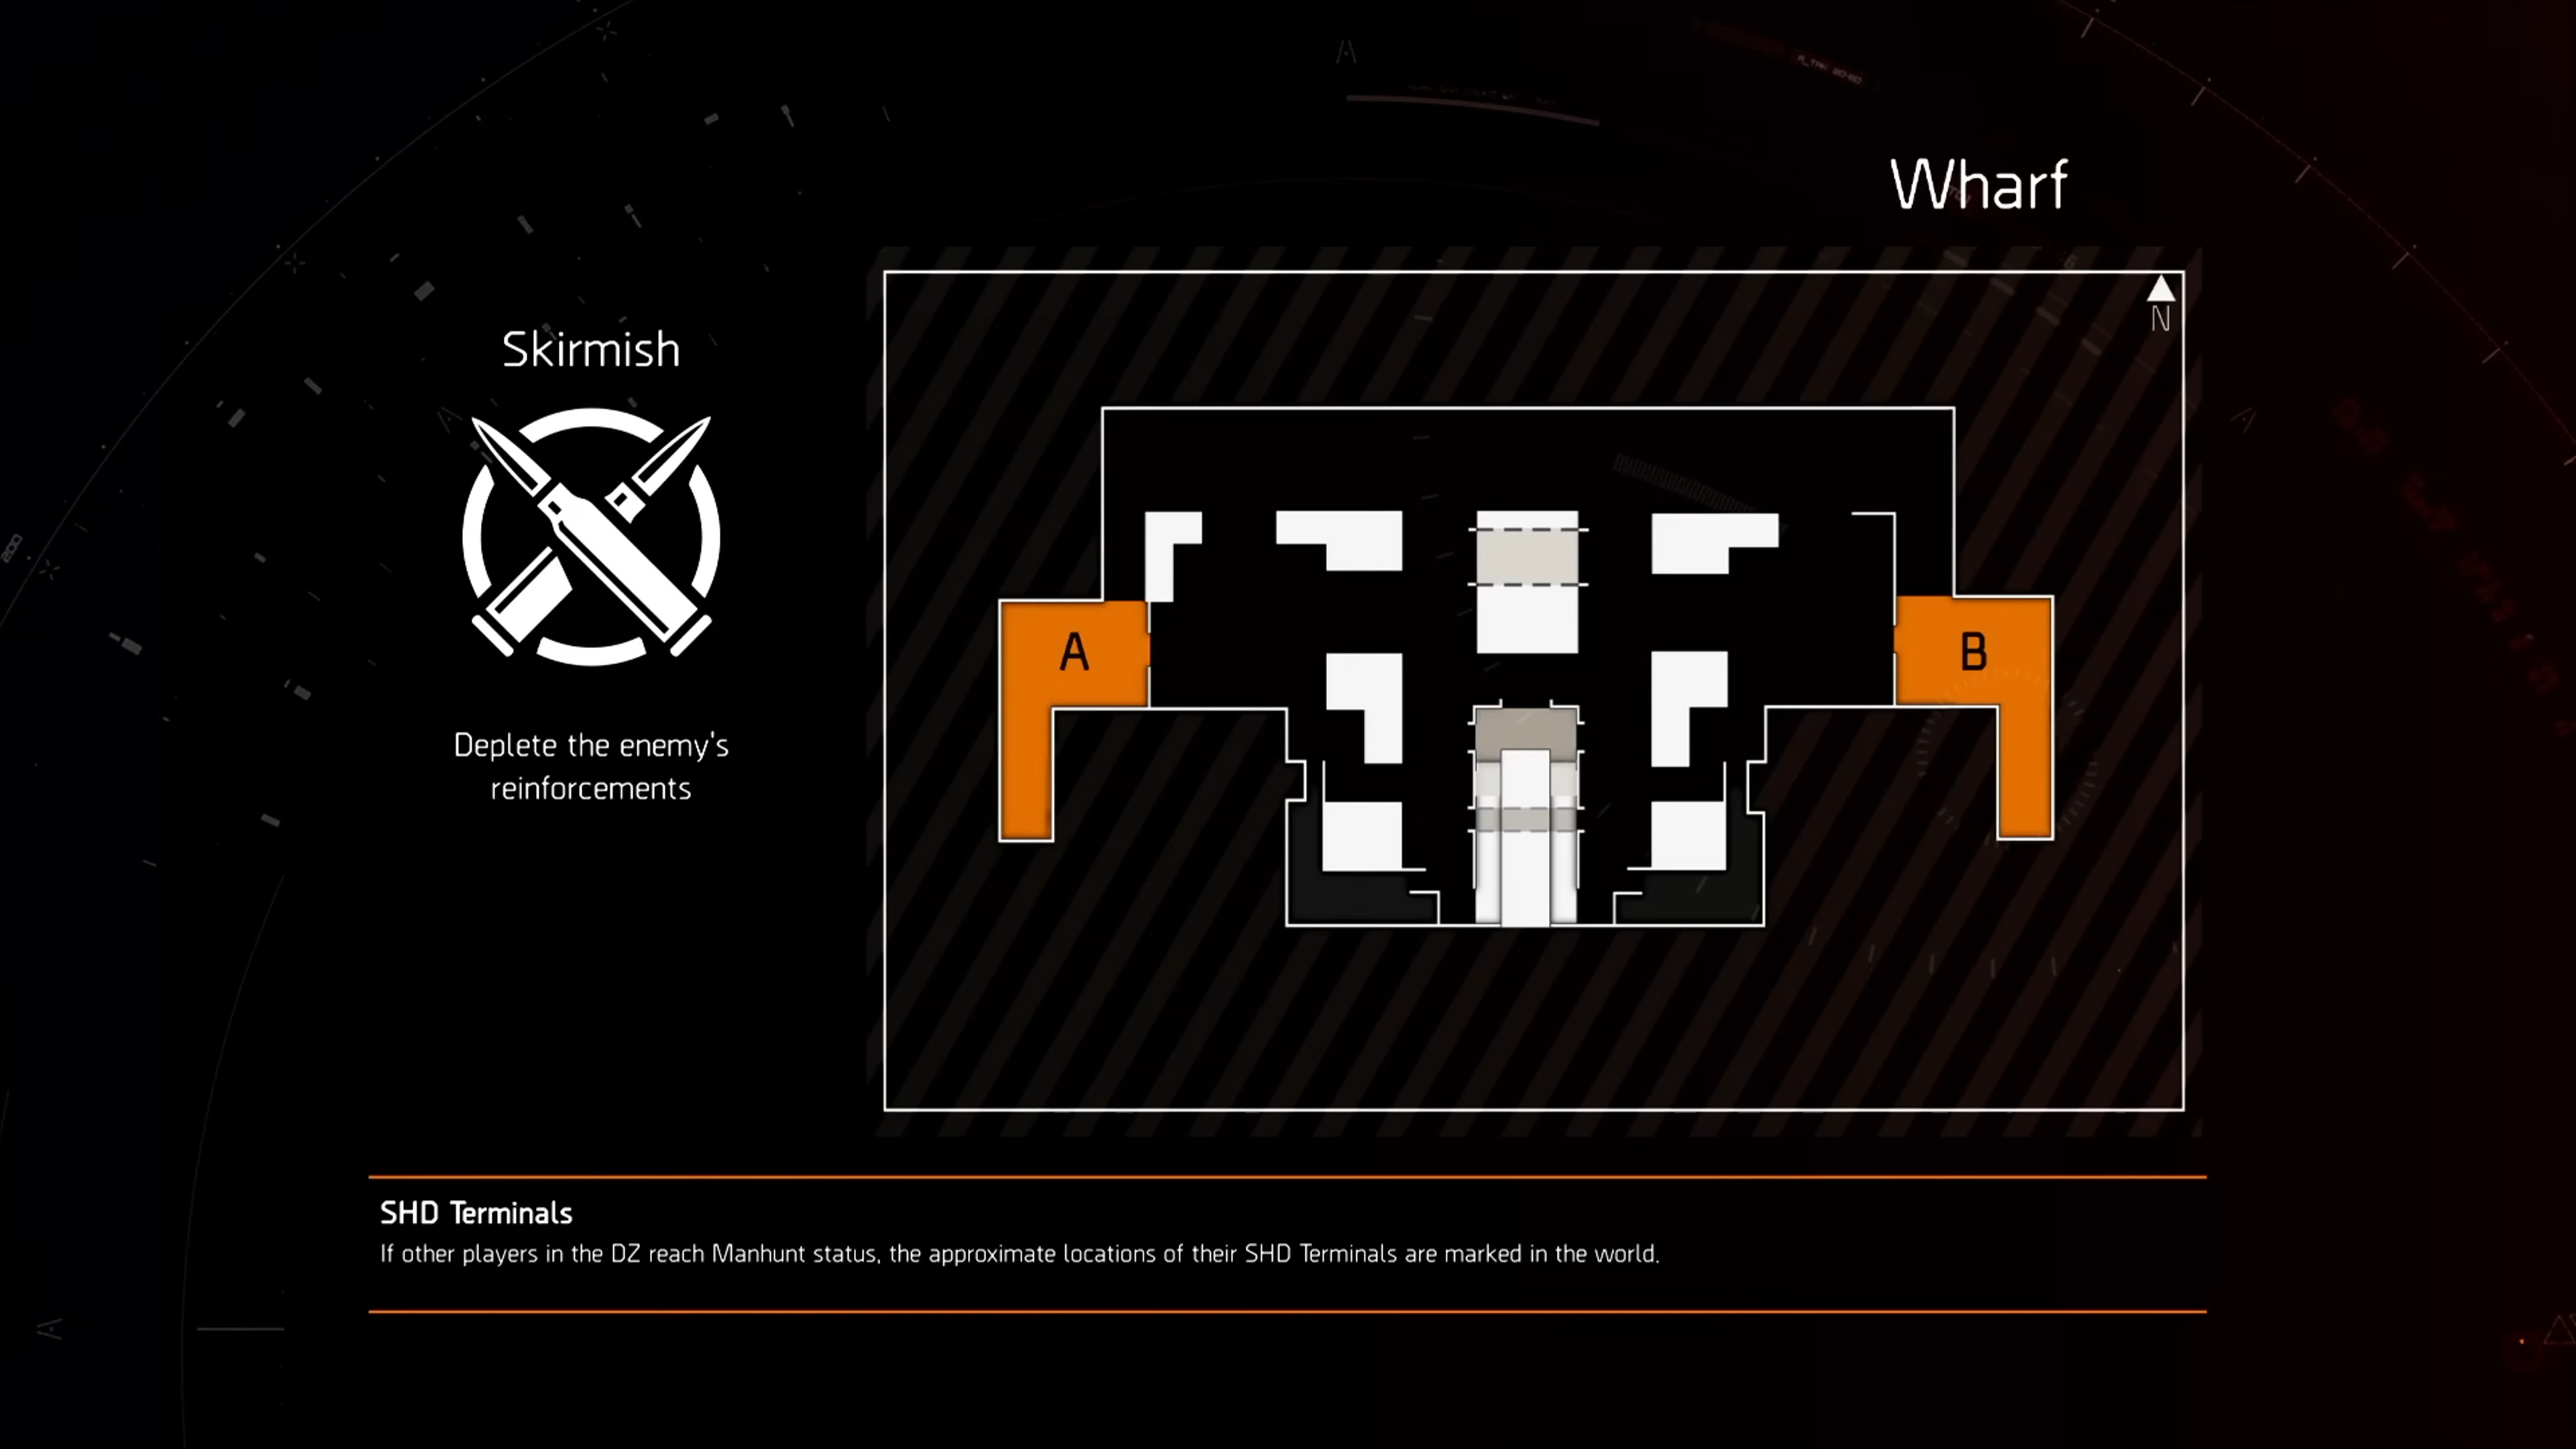 Wharf
N
Skirmish
Deplete the enemy's
reinforcements
A
B
SHD Terminals
If other players in the DZ reach Manhunt status, the approximate locations of their SHD Terminals are marked in the world.
200